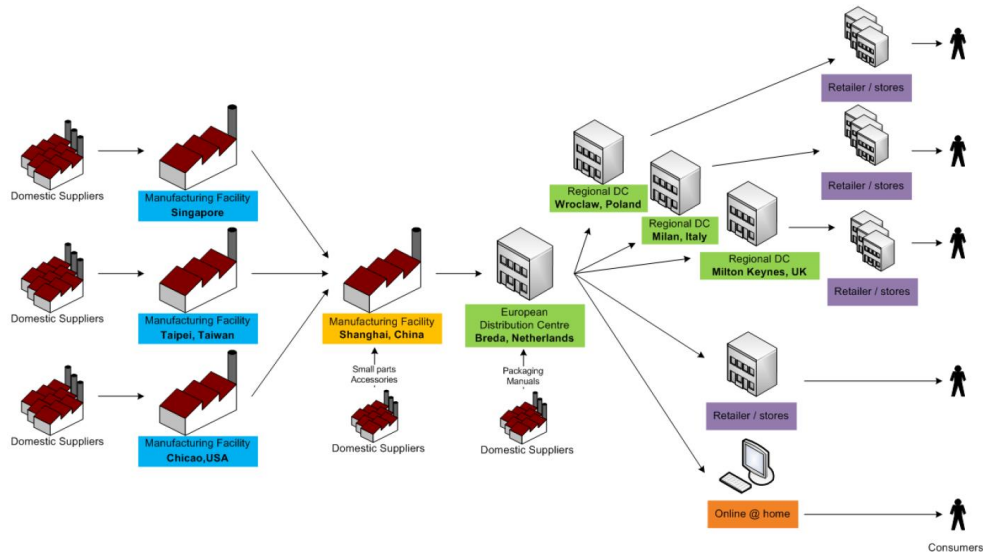 Domestic Suppliers
Manufacturing Facility
Singapore
Domestic Suppliers
Manufacturing Facility
Taipei, Taiwan
Domestic Suppliers
Manufacturing Facility
Chicao,USA
Manufacturing Facility
Shanghai, China
Small parts
Accessories
Domestic Suppliers
European
Distribution Centre
Breda, Netherlands
Packaging
Manuals
Domestic Suppliers
Regional DC
Wroclaw, Poland
Regional DC
Milan, Italy
Regional DC
Milton Keynes, UK
Retailer / stores
Retailer / stores
Retailer / stores
Retailer / stores
Online @ home
Consumers